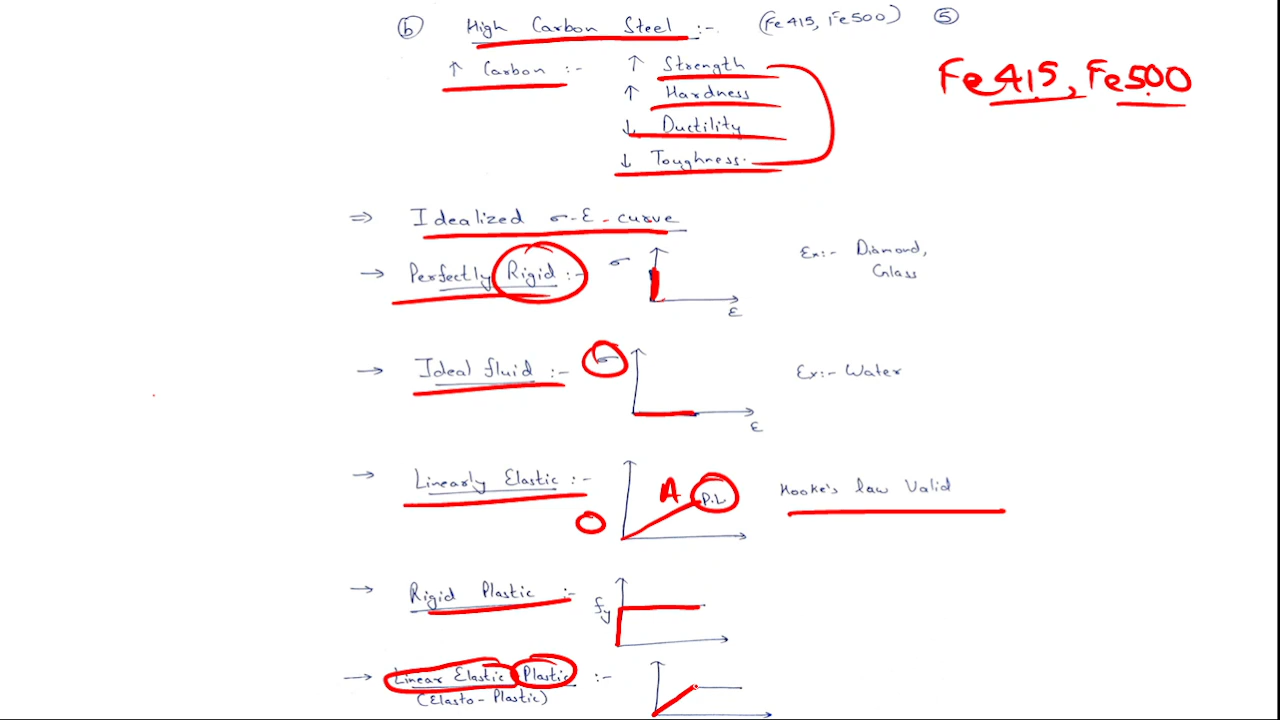 (b) High Carbon Steel :- (Fe415, Fe500) (5)
Fe415, Fe500
↑ Carbon :- ↑ Strength
↑ Hardness
↓ Ductility
↓ Toughness.
⇒ Idealized σ-ε-curve
→ Perfectly Rigid :- σ
ε
Ex:- Diamond,
Glass
→ Ideal fluid :- σ
ε
Ex:- Water
→ Linearly Elastic :- O A P.L Hooke's law Valid
→ Rigid Plastic :- fy
→ Linear Elastic Plastic :-
(Elasto-Plastic)